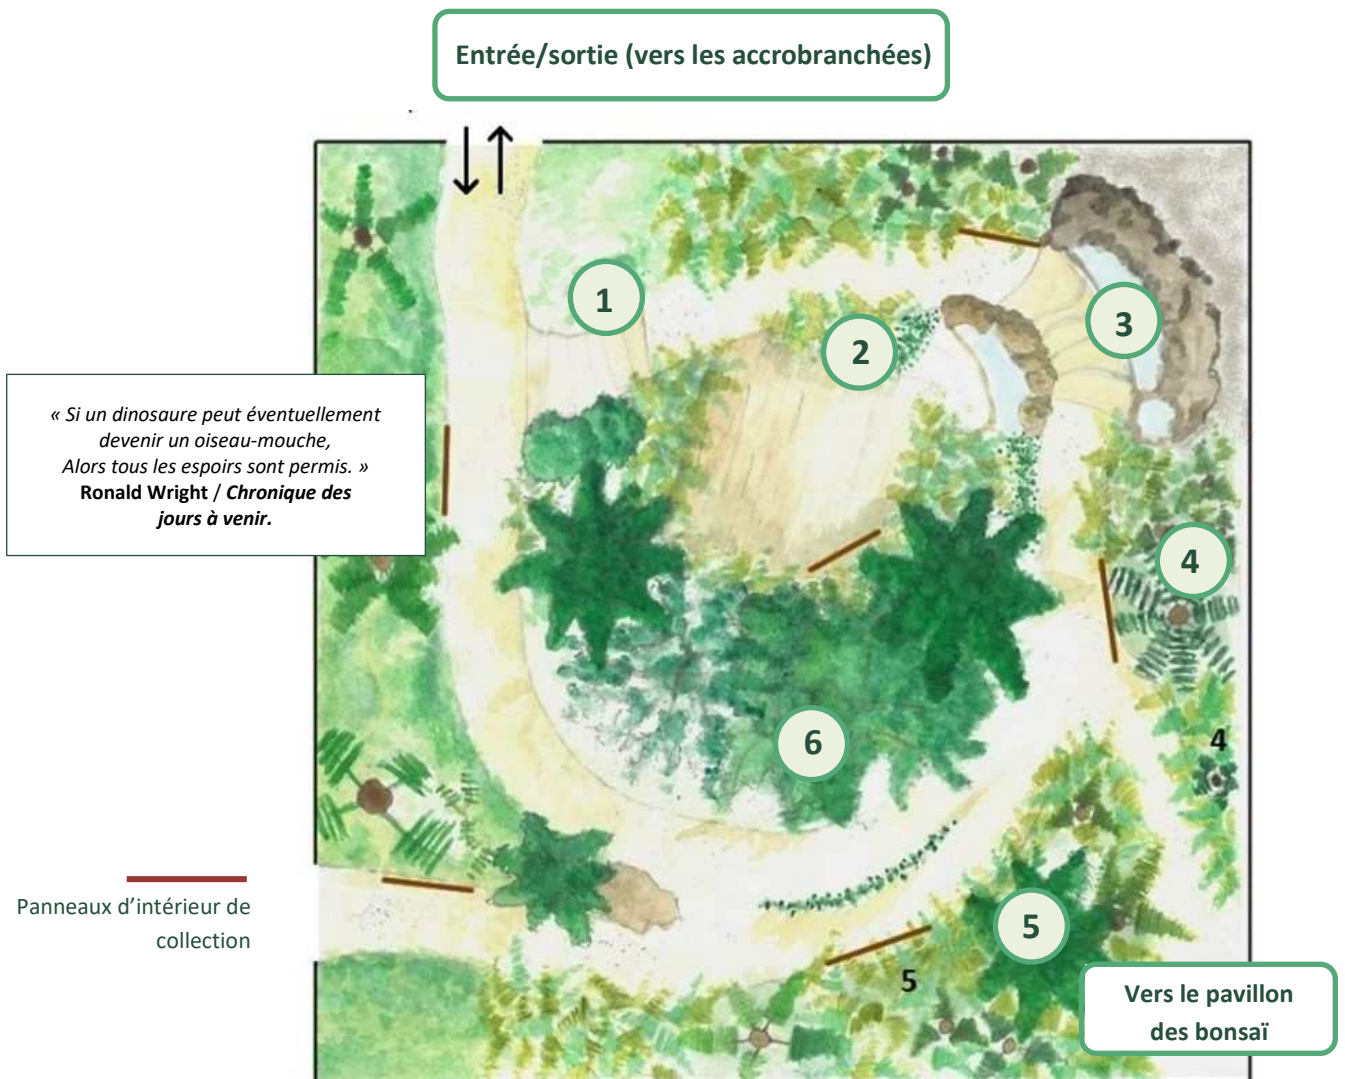 Entrée/sortie (vers les accrobranchées)
1
2
3
« Si un dinosaure peut éventuellement
devenir un oiseau-mouche,
Alors tous les espoirs sont permis. »
Ronald Wright / Chronique des
jours à venir.
4
6
4
Panneaux d'intérieur de
collection
5
5
Vers le pavillon
des bonsaï